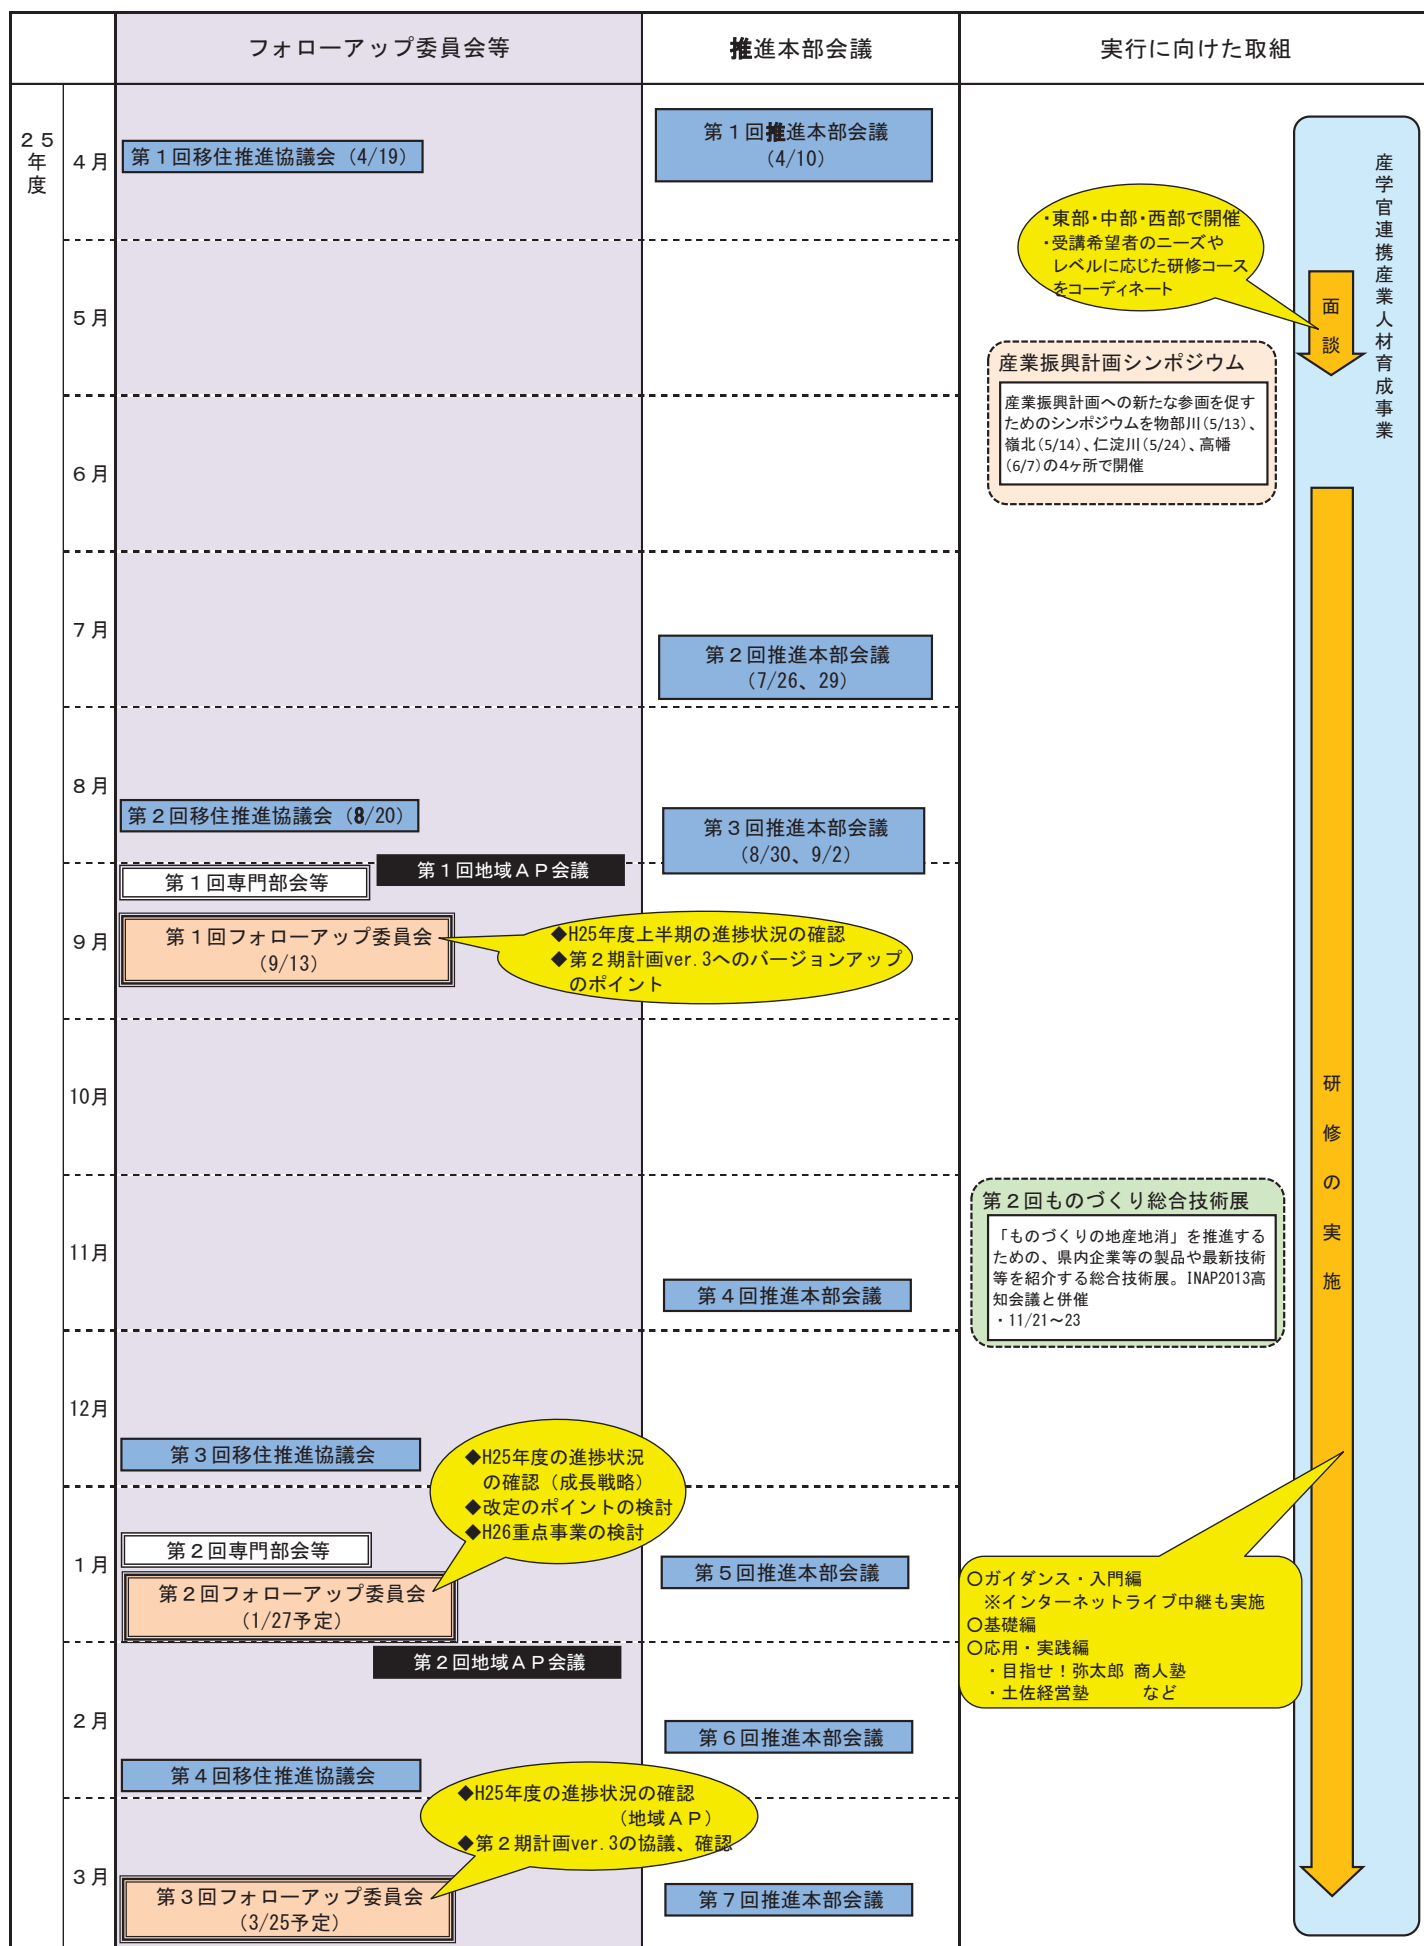 フォローアップ委員会等
推進本部会議
実行に向けた取組
２５年度
４月
第１回移住推進協議会（4/19）
第１回推進本部会議
（4/10）
産学官連携産業人材育成事業
・東部・中部・西部で開催
・受講希望者のニーズや
レベルに応じた研修コース
をコーディネート
面談
５月
産業振興計画シンポジウム
産業振興計画への新たな参画を促す
ためのシンポジウムを物部川(5/13)、
嶺北(5/14)、仁淀川(5/24)、高幡
(6/7)の4ヶ所で開催
６月
７月
第２回推進本部会議
（7/26、29）
８月
第２回移住推進協議会（8/20）
第３回推進本部会議
（8/30、9/2）
第１回地域ＡＰ会議
第１回専門部会等
９月
第１回フォローアップ委員会
（9/13）
◆H25年度上半期の進捗状況の確認
◆第２期計画ver.3へのバージョンアップ
のポイント
10月
研修の実施
11月
第４回推進本部会議
第２回ものづくり総合技術展
「ものづくりの地産地消」を推進する
ための、県内企業等の製品や最新技術
等を紹介する総合技術展。INAP2013高
知会議と併催
・11/21～23
12月
第３回移住推進協議会
◆H25年度の進捗状況
の確認（成長戦略）
◆改定のポイントの検討
◆H26重点事業の検討
１月
第２回専門部会等
第２回フォローアップ委員会
（1/27予定）
第５回推進本部会議
○ガイダンス・入門編
※インターネットライブ中継も実施
○基礎編
○応用・実践編
・目指せ！弥太郎 商人塾
・土佐経営塾　　　など
第２回地域ＡＰ会議
２月
第６回推進本部会議
第４回移住推進協議会
◆H25年度の進捗状況の確認
（地域ＡＰ）
◆第２期計画ver.3の協議、確認
３月
第３回フォローアップ委員会
（3/25予定）
第７回推進本部会議